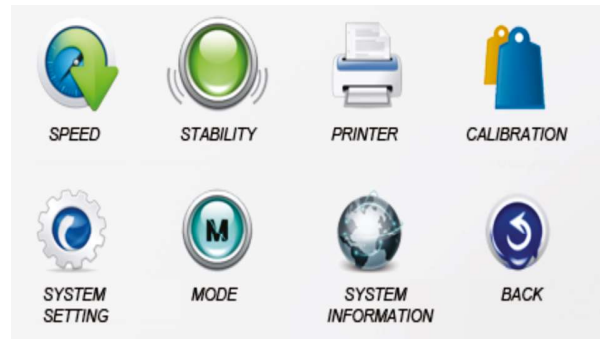 SPEED
STABILITY
PRINTER
CALIBRATION
SYSTEM
SETTING
M
MODE
SYSTEM
INFORMATION
BACK